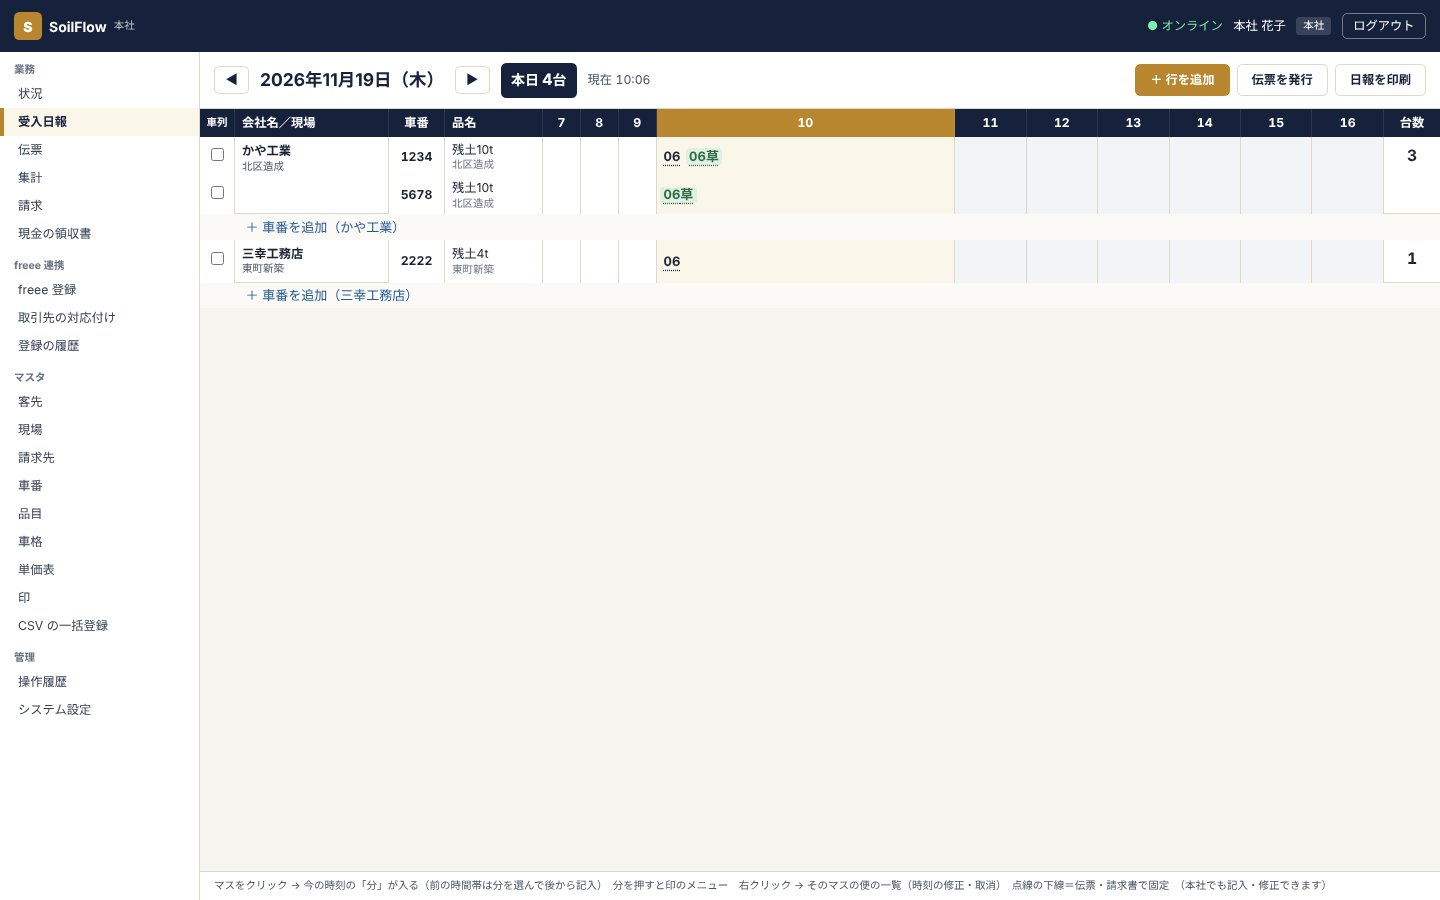 S SoilFlow 本社
オンライン 本社 花子 本社 ログアウト
業務
状況
受入日報
伝票
集計
請求
現金の領収書
freee 連携
freee 登録
取引先の対応付け
登録の履歴
マスタ
客先
現場
請求先
車番
品目
車格
単価表
印
CSV の一括登録
管理
操作履歴
システム設定
◀ 2026年11月19日（木） ▶ 本日 4台 現在 10:06
＋ 行を追加 伝票を発行 日報を印刷
車列 会社名／現場 車番 品名 7 8 9 10 11 12 13 14 15 16 台数
かや工業 1234 残土10t 06 06草 3
北区造成 北区造成
5678 残土10t 06草
北区造成
＋ 車番を追加（かや工業）
三幸工務店 2222 残土4t 06 1
東町新築 東町新築
＋ 車番を追加（三幸工務店）
マスをクリック → 今の時刻の「分」が入る（前の時間帯は分を選んで後から記入） 分を押すと印のメニュー 右クリック → そのマスの便の一覧（時刻の修正・取消） 点線の下線＝伝票・請求書で固定 （本社でも記入・修正できます）